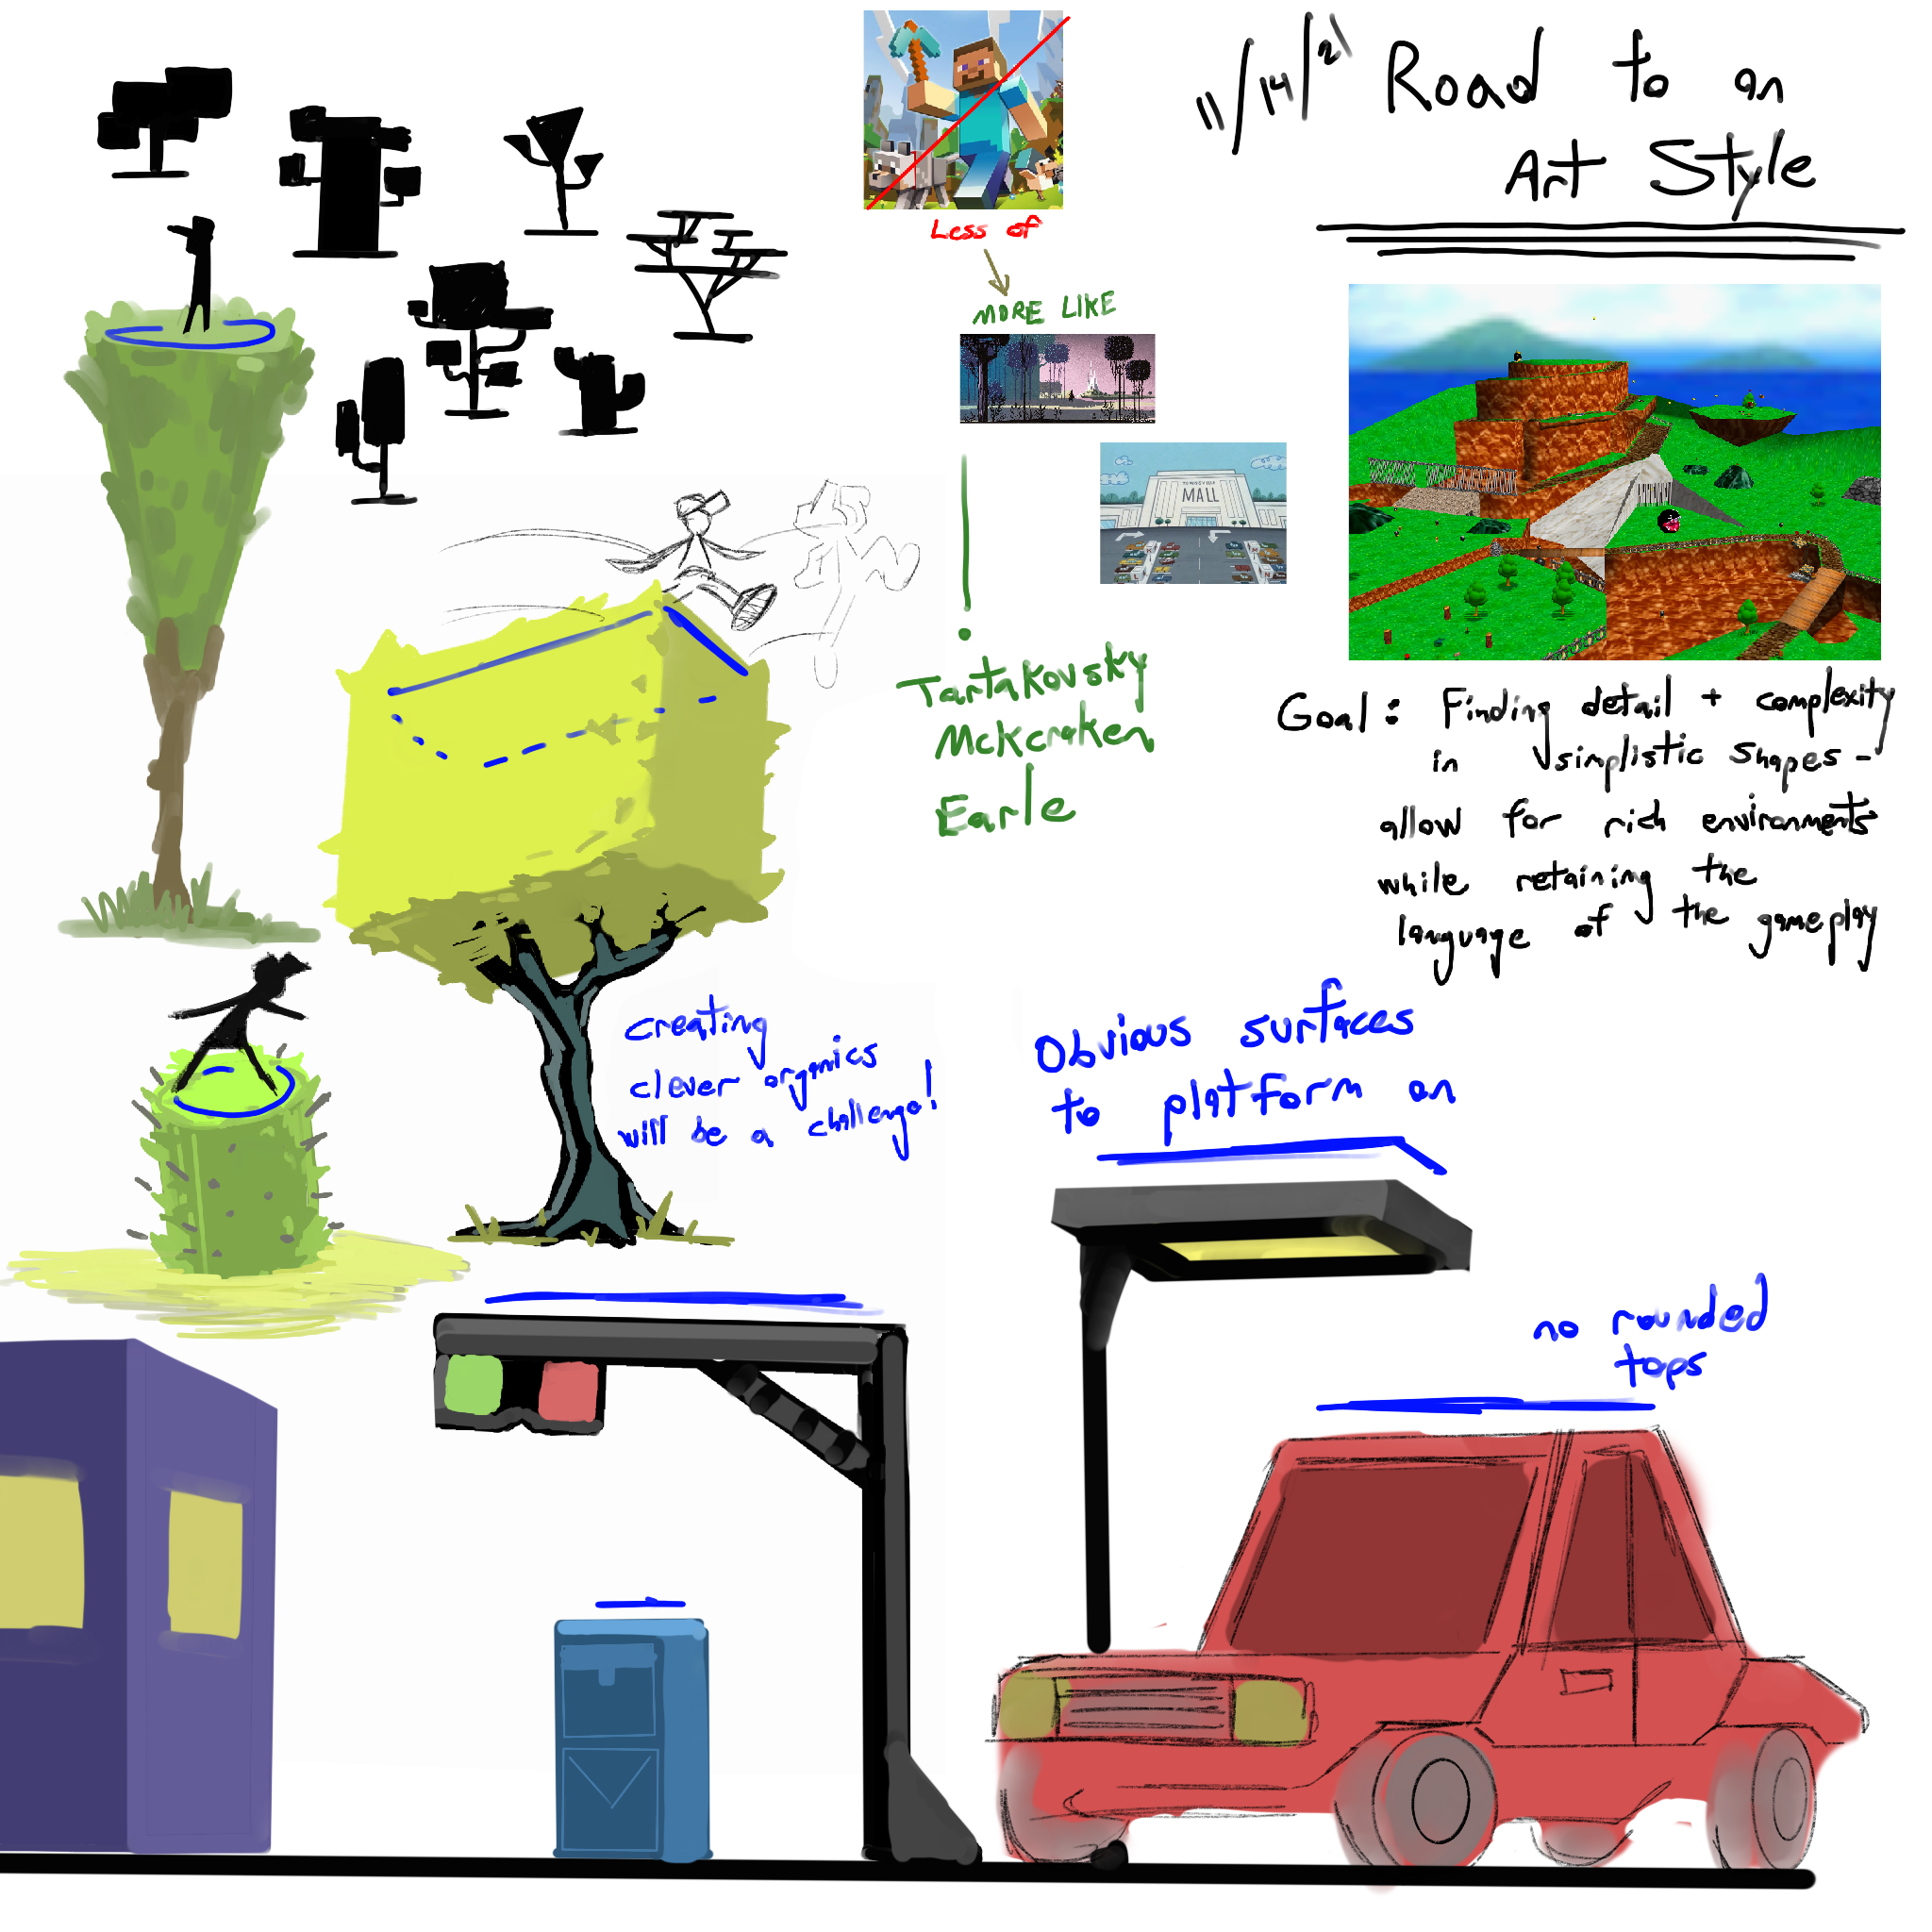 11/14/21 Road to an
Art Style
Less of
MORE LIKE
TOWNSVILLE
MALL
Tartakovsky
Mckcraken
Earle
Goal: Finding detail + complexity
in simplistic shapes -
allow for rich environments
while retaining the
language of the gameplay
creating
clever organics
will be a challenge!
Obvious surfaces
to platform on
no rounded
tops